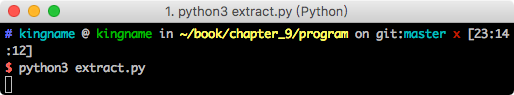 1. python3 extract.py (Python)
# kingname @ kingname in ~/book/chapter_9/program on git:master x [23:14
:12]
$ python3 extract.py